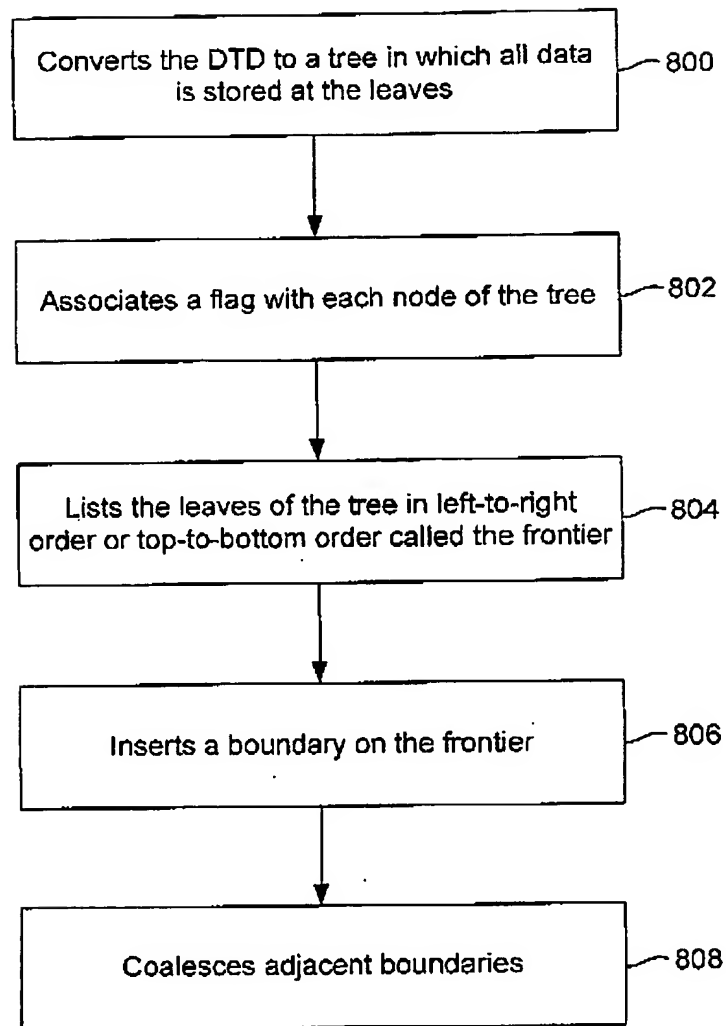 Converts the DTD to a tree in which all data
is stored at the leaves
800
Associates a flag with each node of the tree
802
Lists the leaves of the tree in left-to-right
order or top-to-bottom order called the frontier
804
Inserts a boundary on the frontier
806
Coalesces adjacent boundaries
808